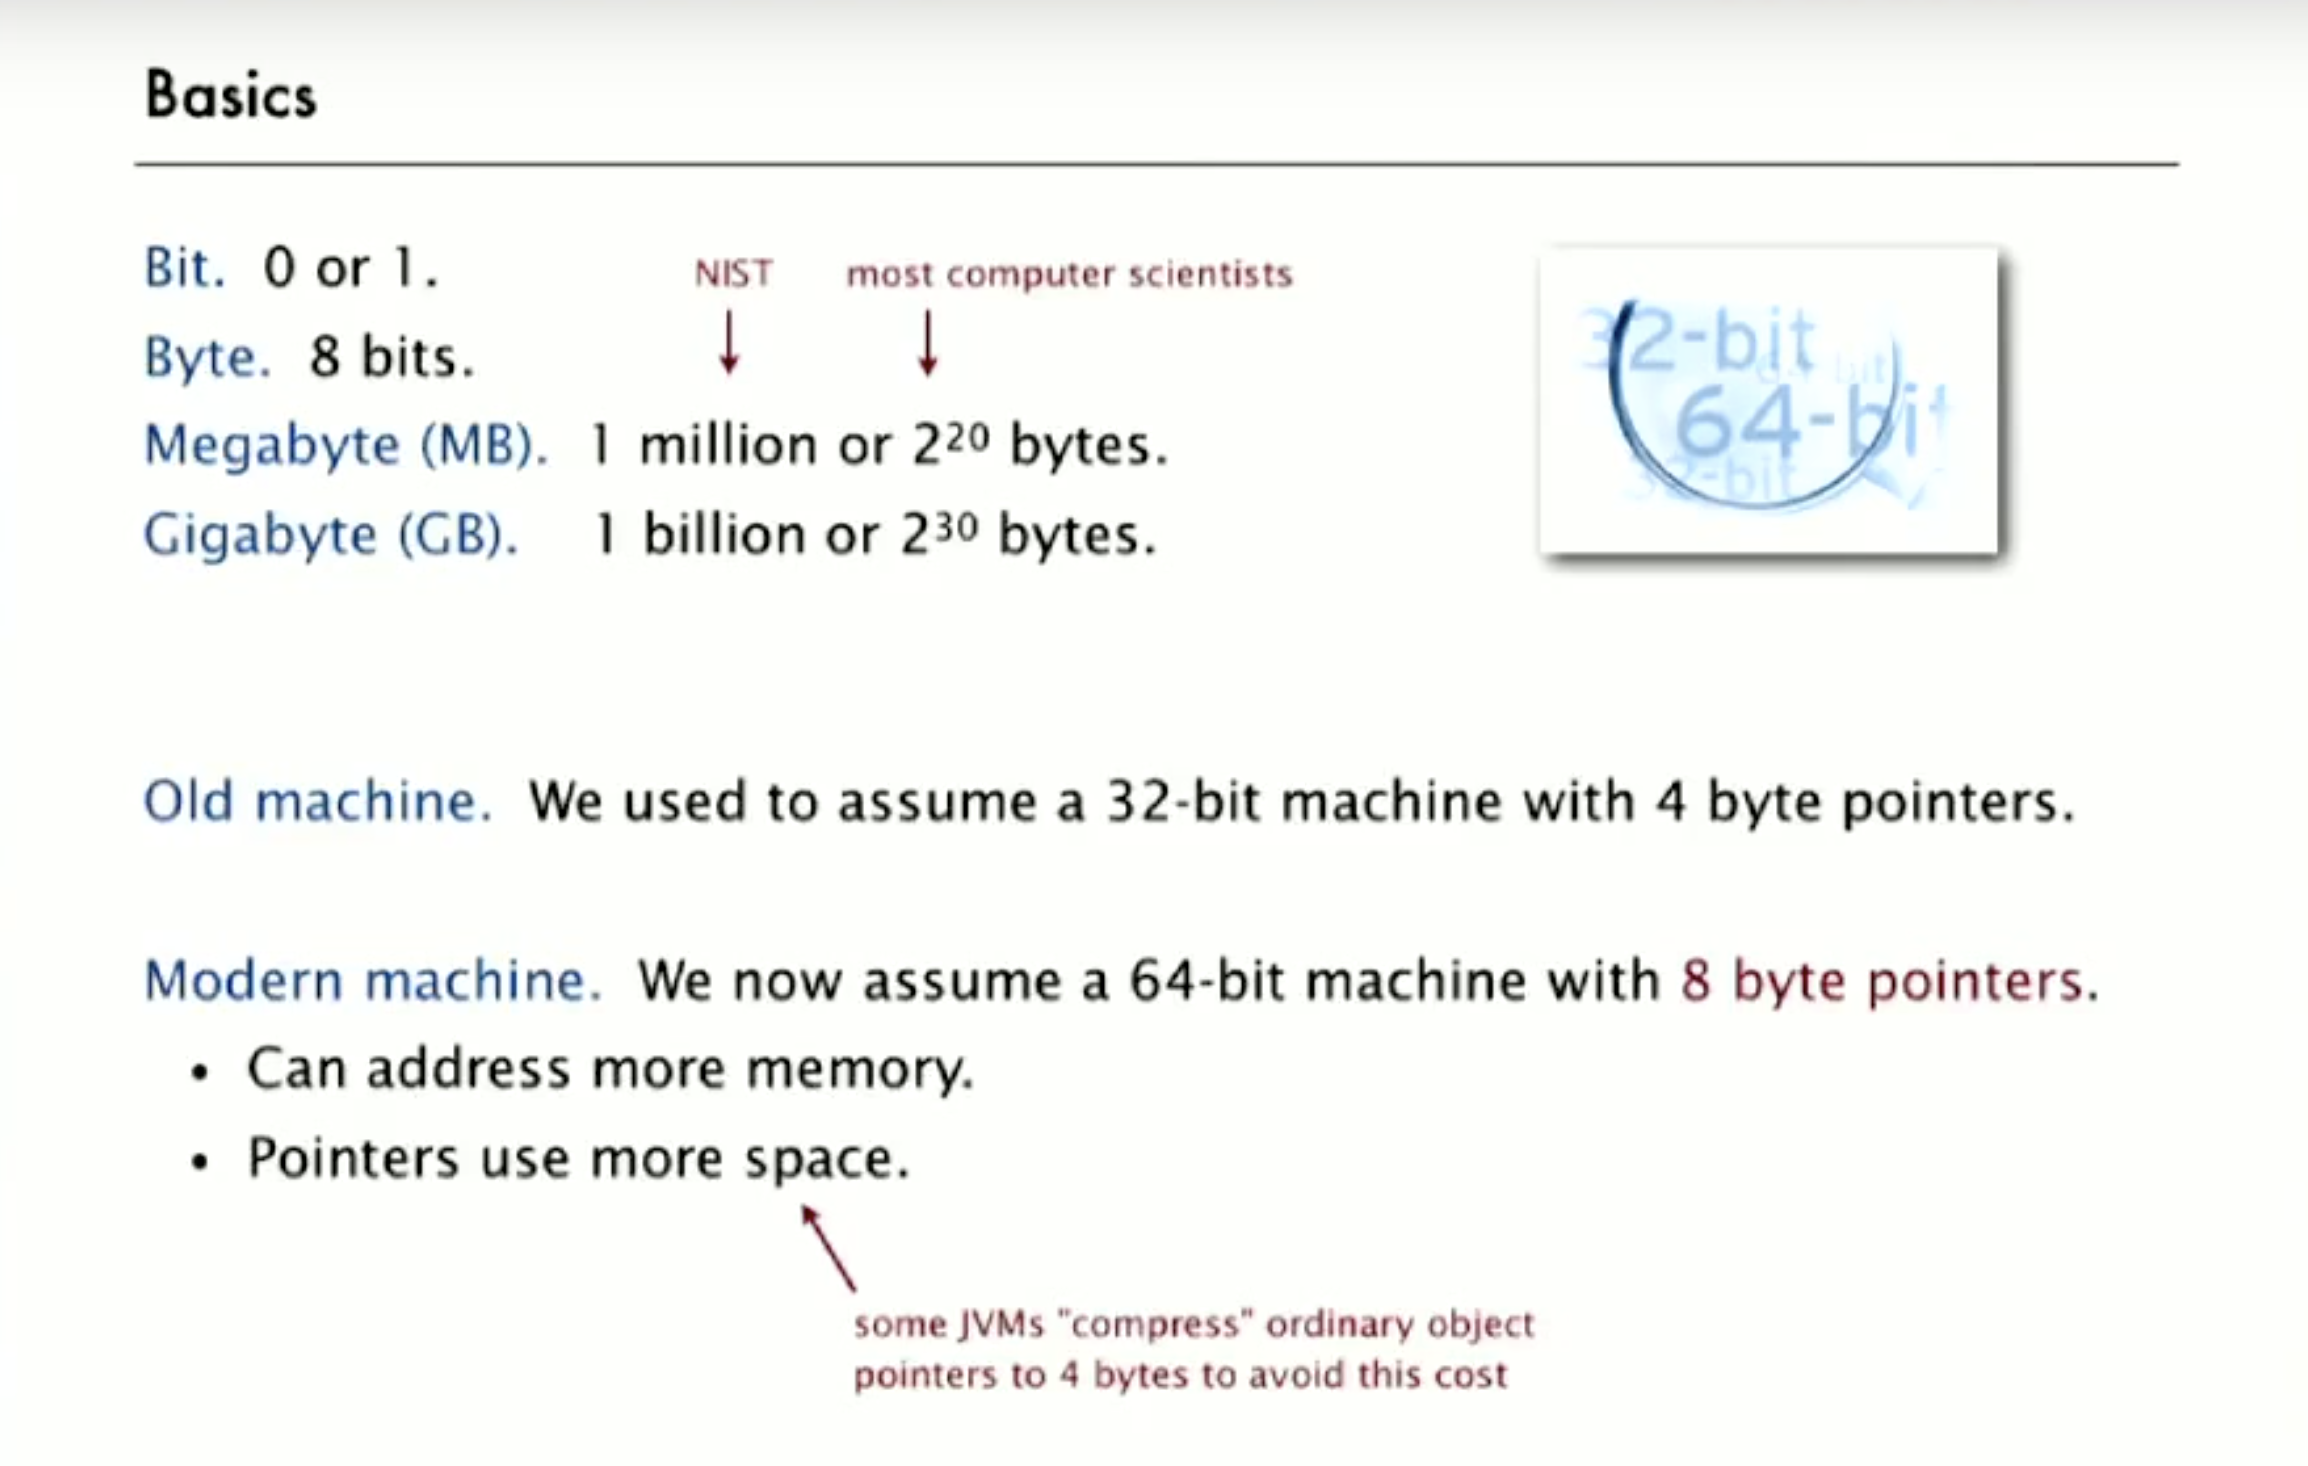 Basics
Bit. 0 or 1.
NIST
most computer scientists
Byte. 8 bits.
Megabyte (MB). 1 million or 2²⁰ bytes.
Gigabyte (GB). 1 billion or 2³⁰ bytes.
32-bit
64-bit
32-bit
Old machine. We used to assume a 32-bit machine with 4 byte pointers.
Modern machine. We now assume a 64-bit machine with 8 byte pointers.
• Can address more memory.
• Pointers use more space.
some JVMs "compress" ordinary object
pointers to 4 bytes to avoid this cost